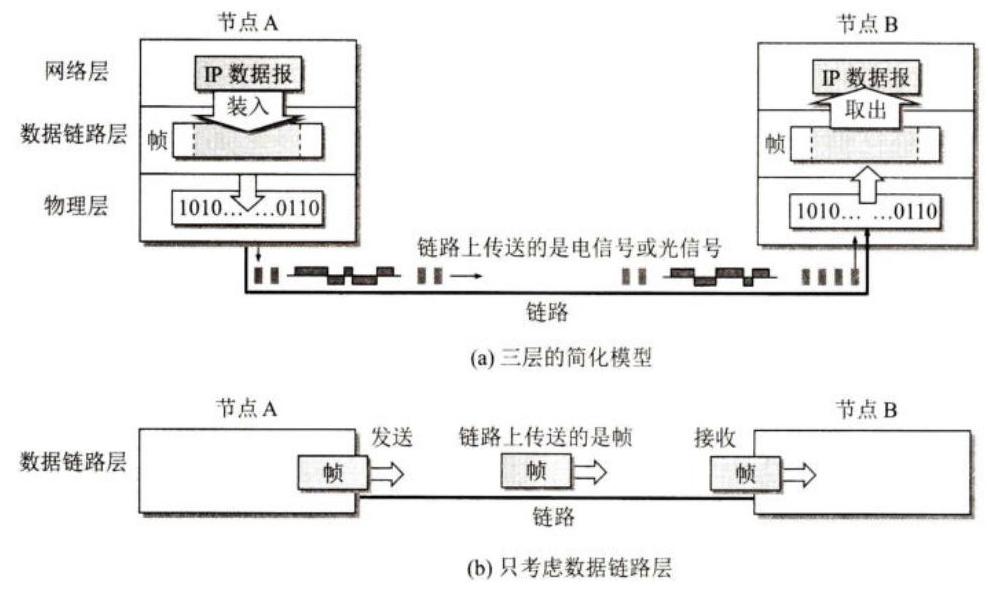 节点 A
节点 B
网络层
IP 数据报
IP 数据报
装入
取出
数据链路层
帧
帧
物理层
1010… …0110
1010… …0110
链路上传送的是电信号或光信号
链路
(a) 三层的简化模型
节点 A
节点 B
数据链路层
发送
链路上传送的是帧
接收
帧
帧
帧
链路
(b) 只考虑数据链路层